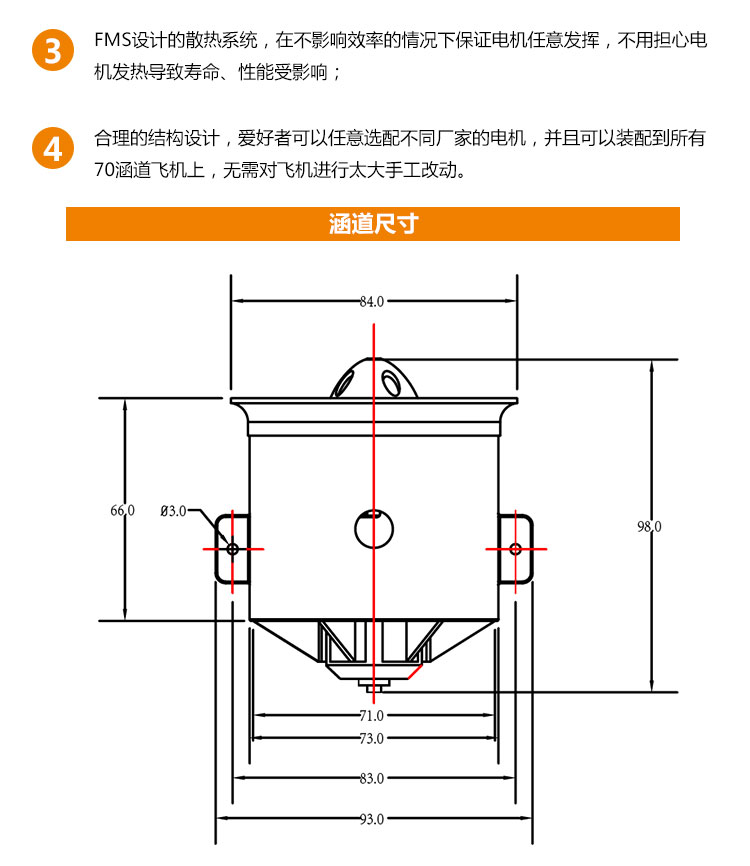 3
FMS设计的散热系统，在不影响效率的情况下保证电机任意发挥，不用担心电
机发热导致寿命、性能受影响；
4
合理的结构设计，爱好者可以任意选配不同厂家的电机，并且可以装配到所有
70涵道飞机上，无需对飞机进行太大手工改动。
涵道尺寸
84.0
66.0
Ø3.0
98.0
71.0
73.0
83.0
93.0